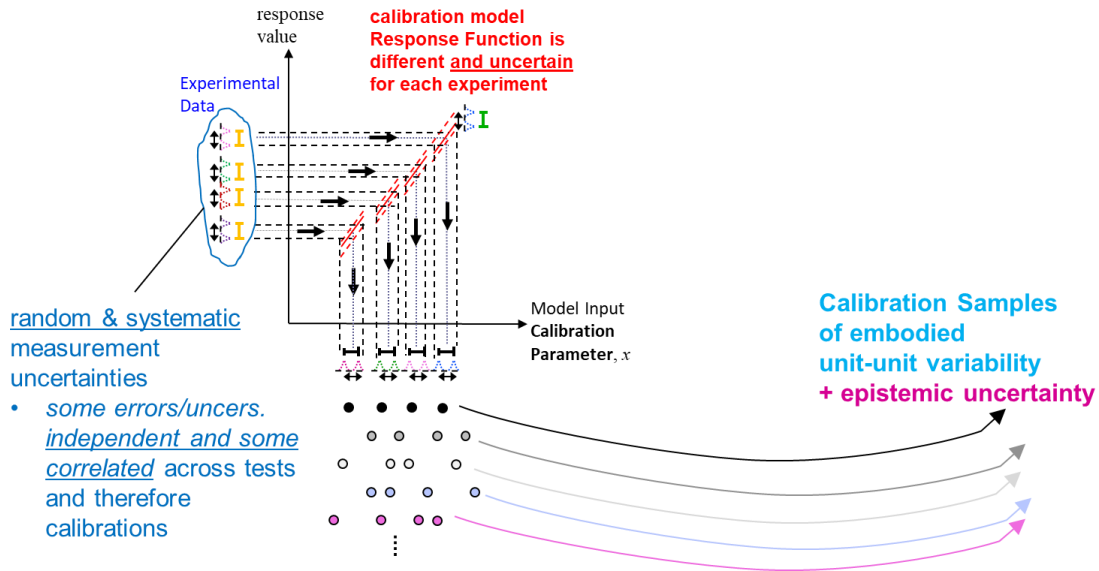 response
value
calibration model
Response Function is
different and uncertain
for each experiment
Experimental
Data
Model Input
Calibration
Parameter, x
random & systematic
measurement
uncertainties
• some errors/uncers.
independent and some
correlated across tests
and therefore
calibrations
Calibration Samples
of embodied
unit-unit variability
+ epistemic uncertainty